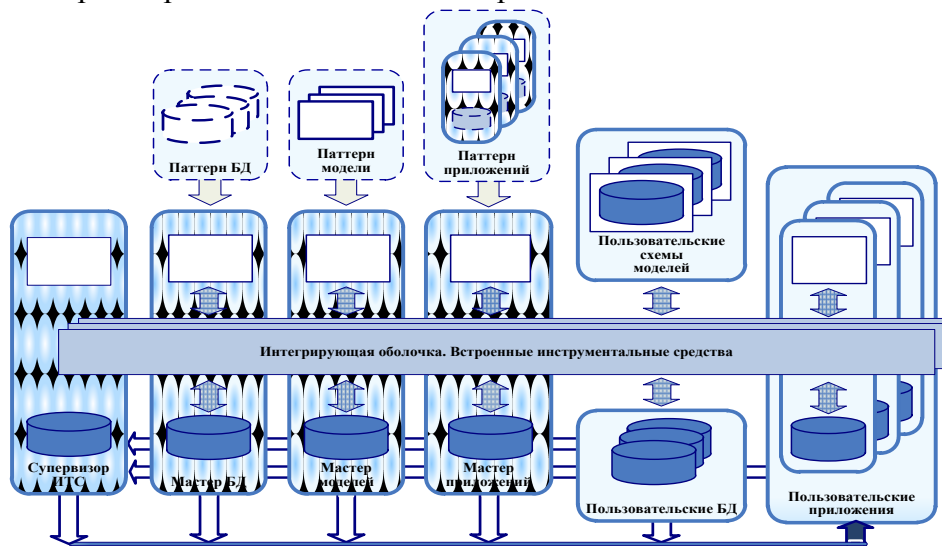 Паттерн БД
Паттерн
модели
Паттерн
приложений
Пользовательские
схемы
моделей
Интегрирующая оболочка. Встроенные инструментальные средства
Супервизор
ИТС
Мастер БД
Мастер
моделей
Мастер
приложений
Пользовательские БД
Пользовательские
приложения